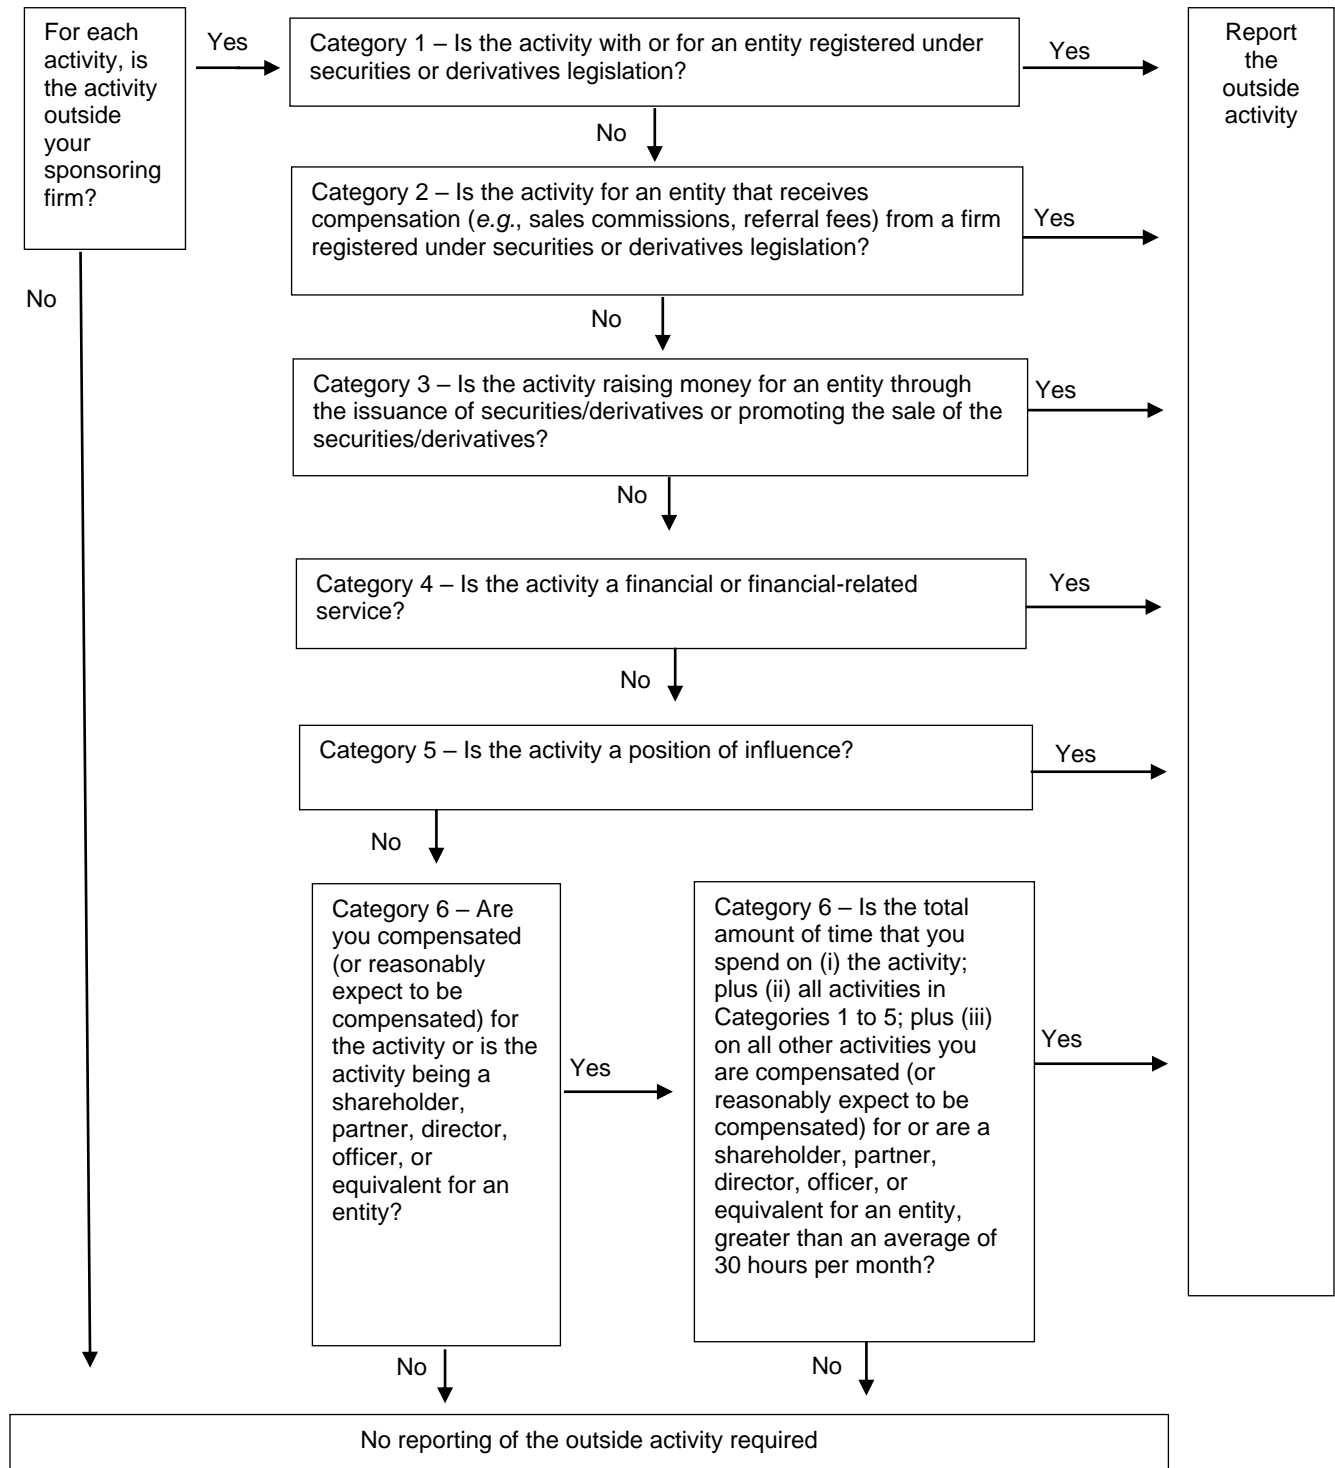 For each
activity, is
the activity
outside
your
sponsoring
firm?
Yes
Category 1 – Is the activity with or for an entity registered under
securities or derivatives legislation?
Yes
Report
the
outside
activity
No
No
Category 2 – Is the activity for an entity that receives
compensation (e.g., sales commissions, referral fees) from a firm
registered under securities or derivatives legislation?
Yes
No
Category 3 – Is the activity raising money for an entity through
the issuance of securities/derivatives or promoting the sale of the
securities/derivatives?
Yes
No
Category 4 – Is the activity a financial or financial-related
service?
Yes
No
Category 5 – Is the activity a position of influence?
Yes
No
Category 6 – Are
you compensated
(or reasonably
expect to be
compensated) for
the activity or is the
activity being a
shareholder,
partner, director,
officer, or
equivalent for an
entity?
Yes
Category 6 – Is the total
amount of time that you
spend on (i) the activity;
plus (ii) all activities in
Categories 1 to 5; plus (iii)
on all other activities you
are compensated (or
reasonably expect to be
compensated) for or are a
shareholder, partner,
director, officer, or
equivalent for an entity,
greater than an average of
30 hours per month?
Yes
No
No
No reporting of the outside activity required